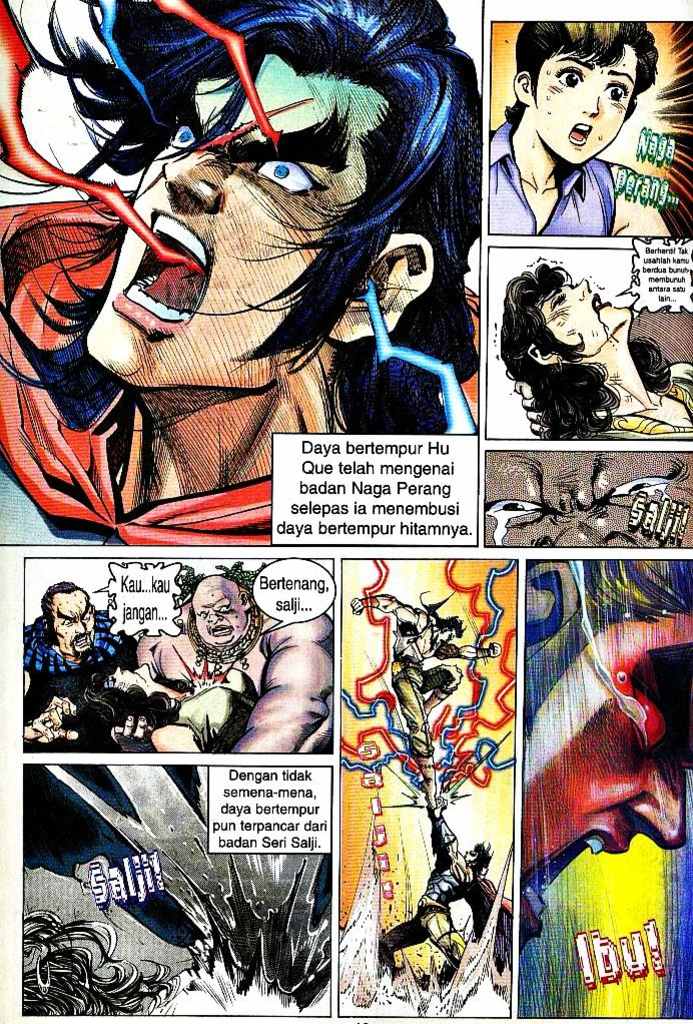 Daya bertempur Hu
Que telah mengenai
badan Naga Perang
selepas ia menembusi
daya bertempur hitamnya.
Naga
perang...
Berhenti! Tak
usahlah kamu
berdua bunuh
membunuh
antara satu
lain...
Salji!
Kau...kau
jangan...
Bertenang,
salji...
Dengan tidak
semena-mena,
daya bertempur
pun terpancar dari
badan Seri Salji.
Salji!
Ibu!